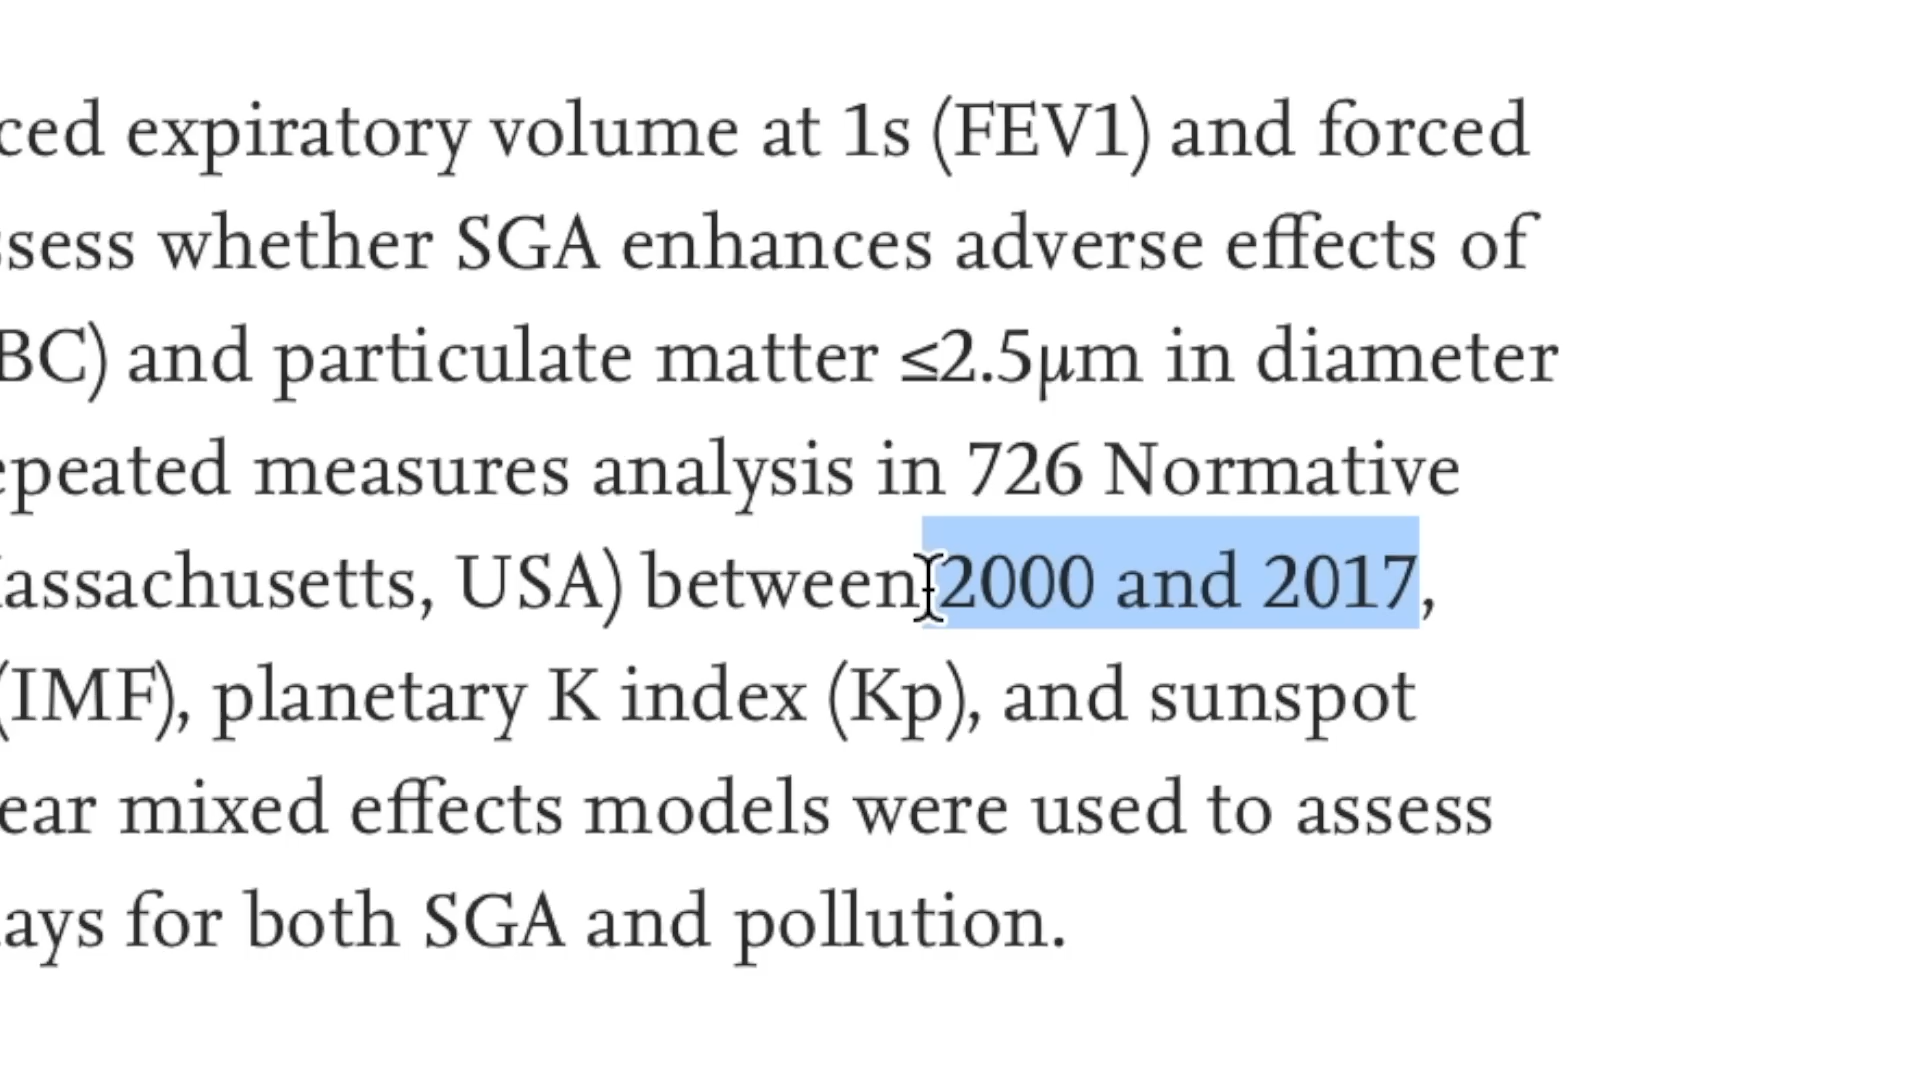 ced expiratory volume at 1s (FEV1) and forced
ssess whether SGA enhances adverse effects of
BC) and particulate matter ≤2.5μm in diameter
epeated measures analysis in 726 Normative
assachusetts, USA) between 2000 and 2017,
(IMF), planetary K index (Kp), and sunspot
ear mixed effects models were used to assess
ays for both SGA and pollution.